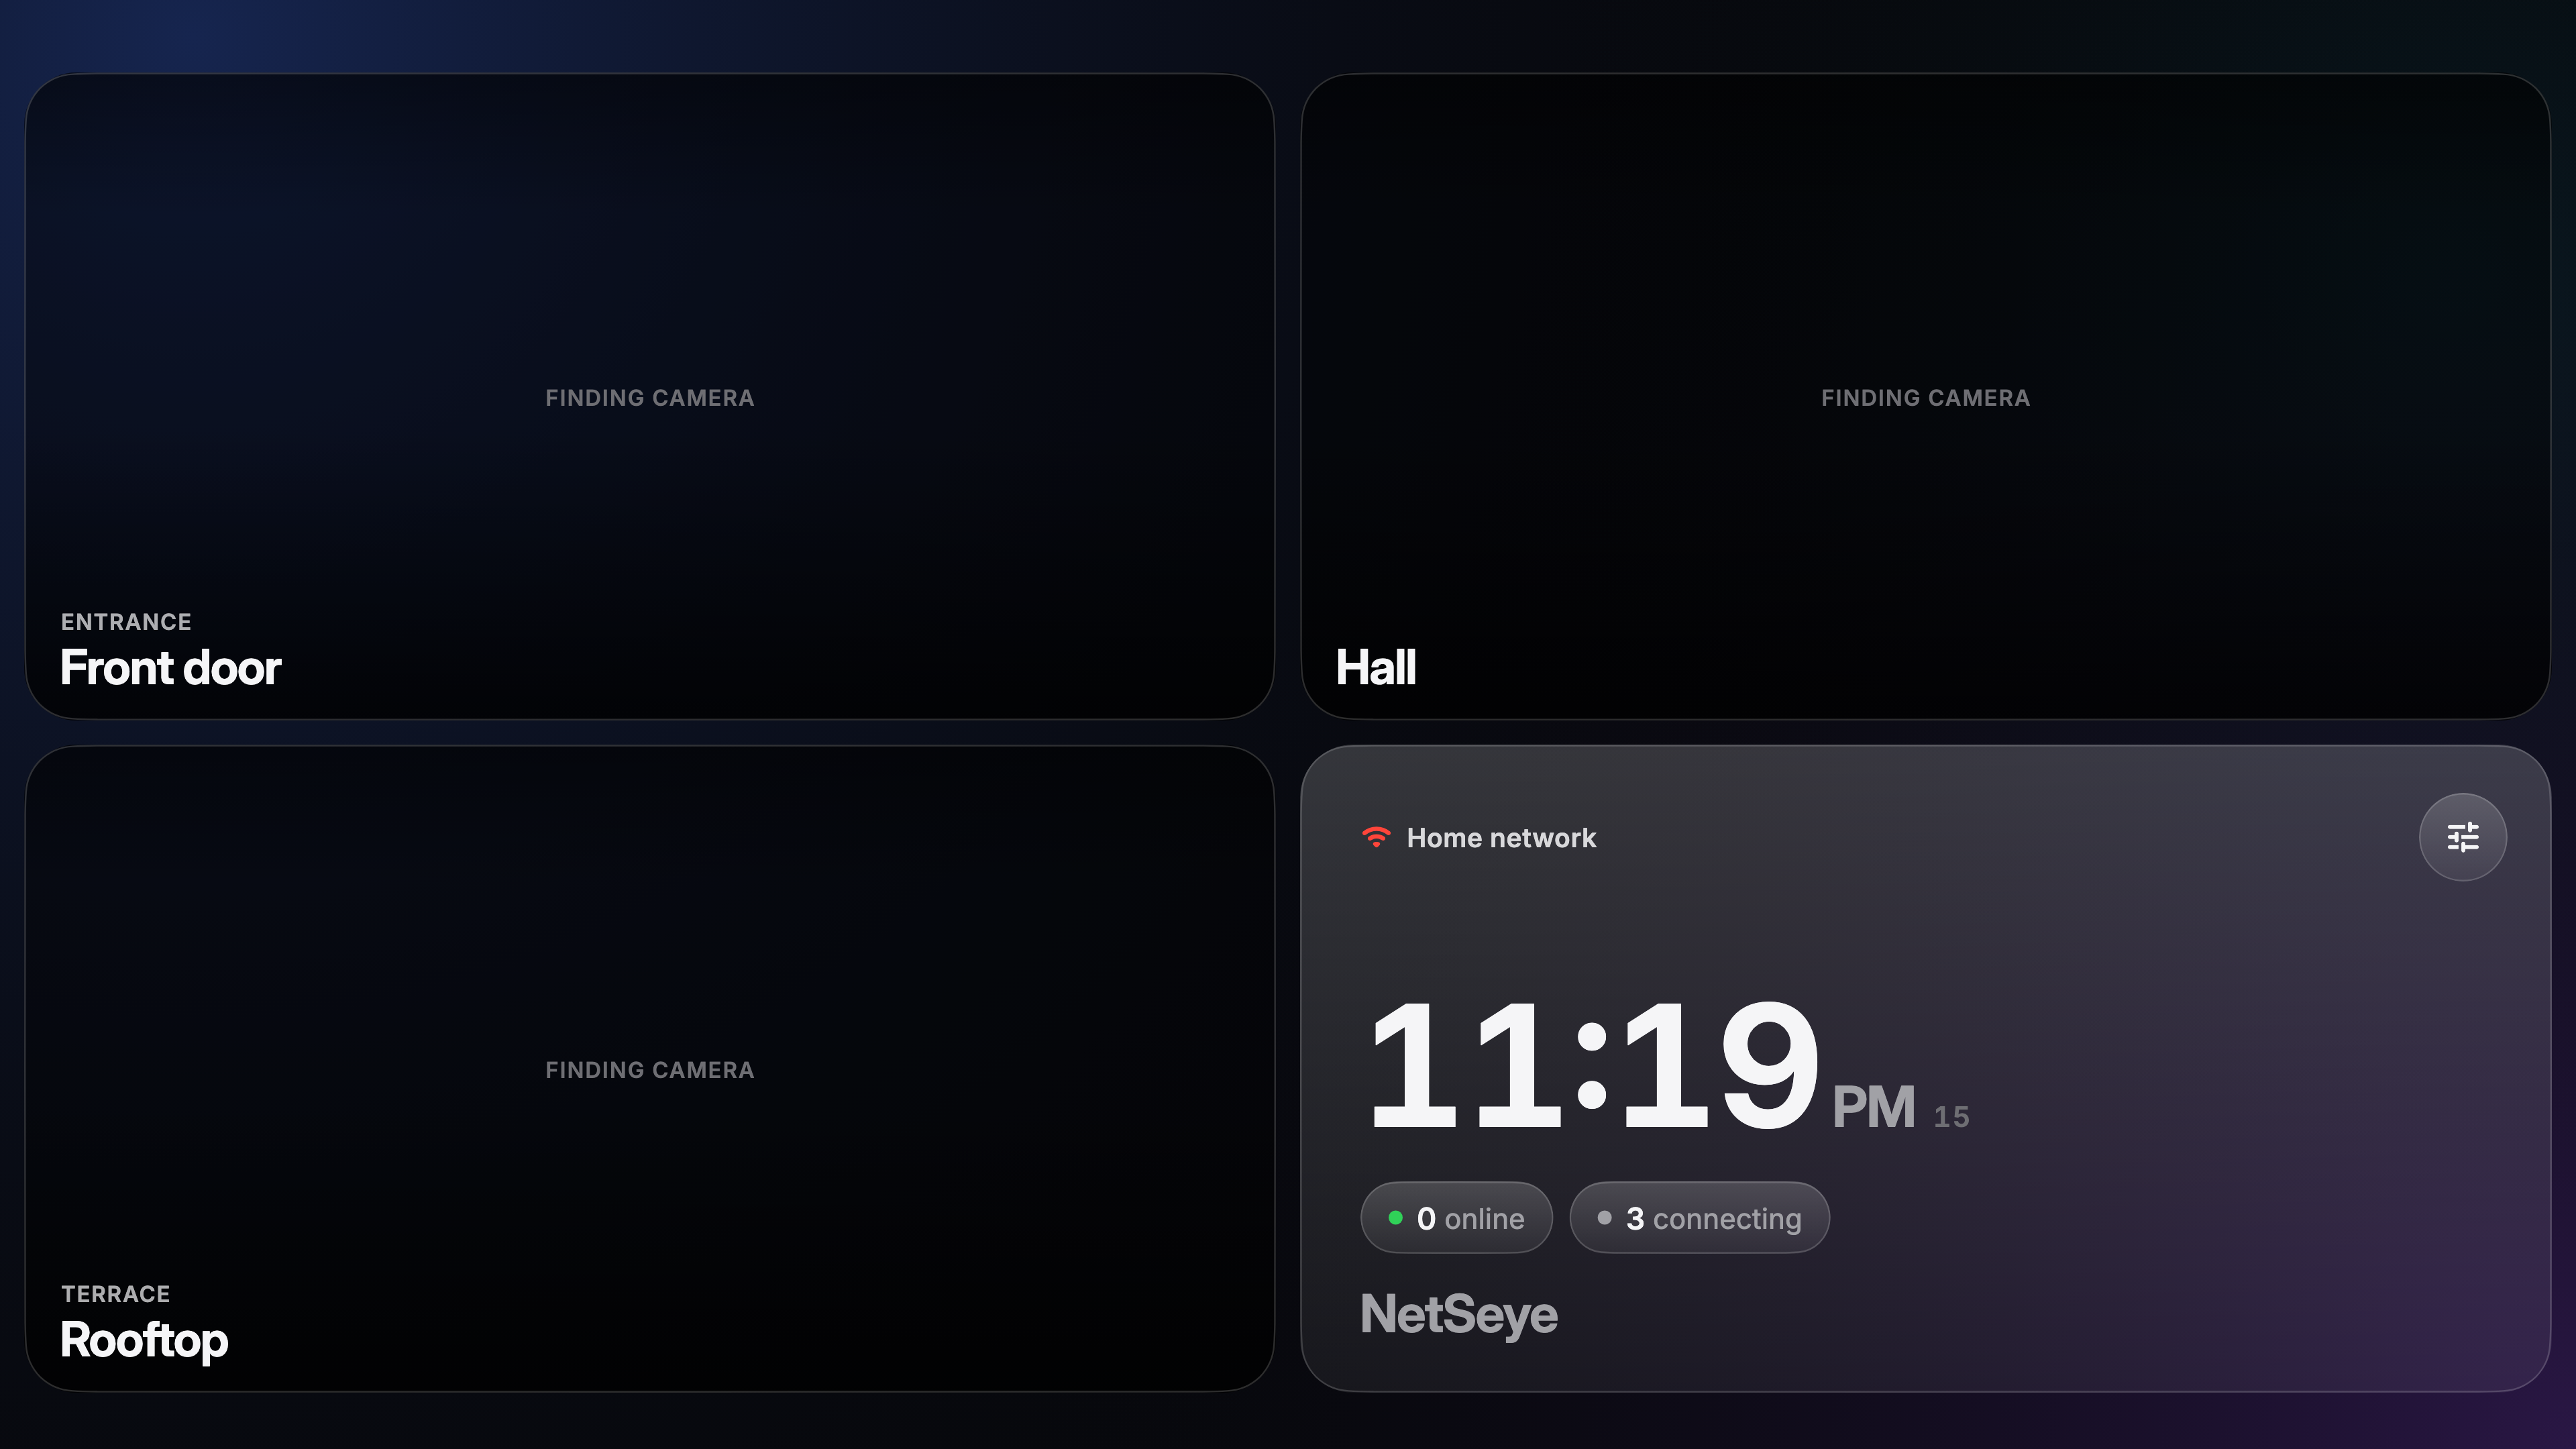 FINDING CAMERA
ENTRANCE
Front door
FINDING CAMERA
Hall
FINDING CAMERA
TERRACE
Rooftop
Home network
11:19 PM 15
0 online
3 connecting
NetSeye